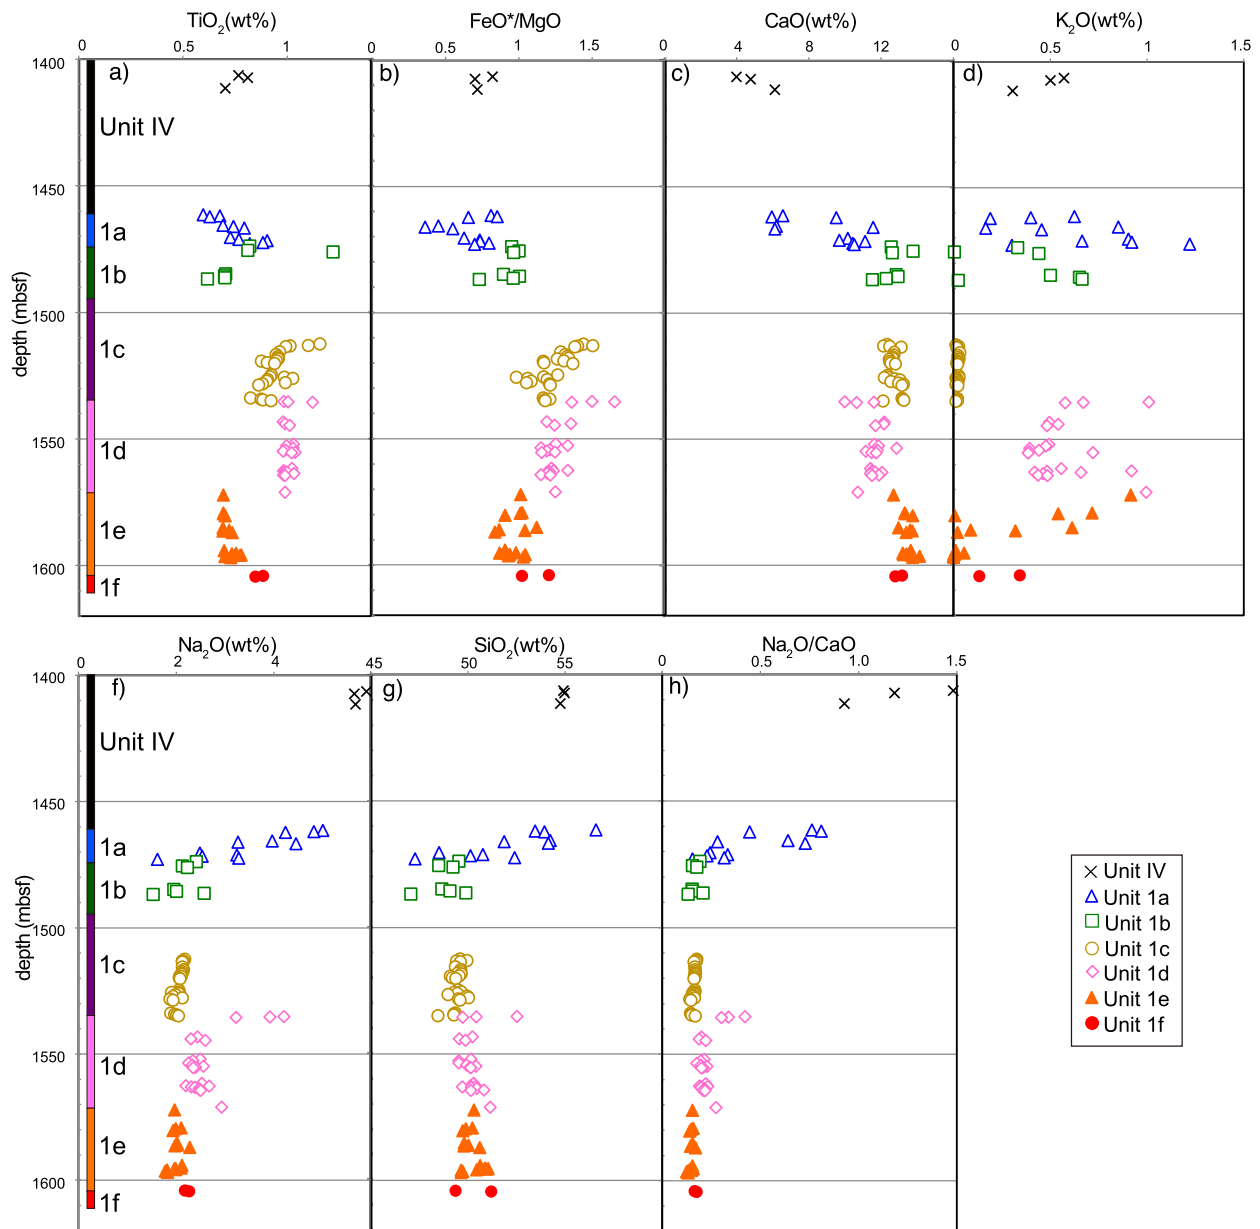 TiO₂(wt%) FeO*/MgO CaO(wt%) K₂O(wt%)
0 0.5 1 0 0.5 1 1.5 0 4 8 12 0 0.5 1 1.5
a) b) c) d)
1400
Unit IV
1450
1a
1b
1500
1c
1550
1d
1e
1600
1f
depth (mbsf)
Na₂O(wt%) SiO₂(wt%) Na₂O/CaO
0 2 4 45 50 55 0 0.5 1.0 1.5
f) g) h)
1400
Unit IV
1450
1a
1b
1500
1c
1550
1d
1e
1600
1f
depth (mbsf)
Unit IV
Unit 1a
Unit 1b
Unit 1c
Unit 1d
Unit 1e
Unit 1f